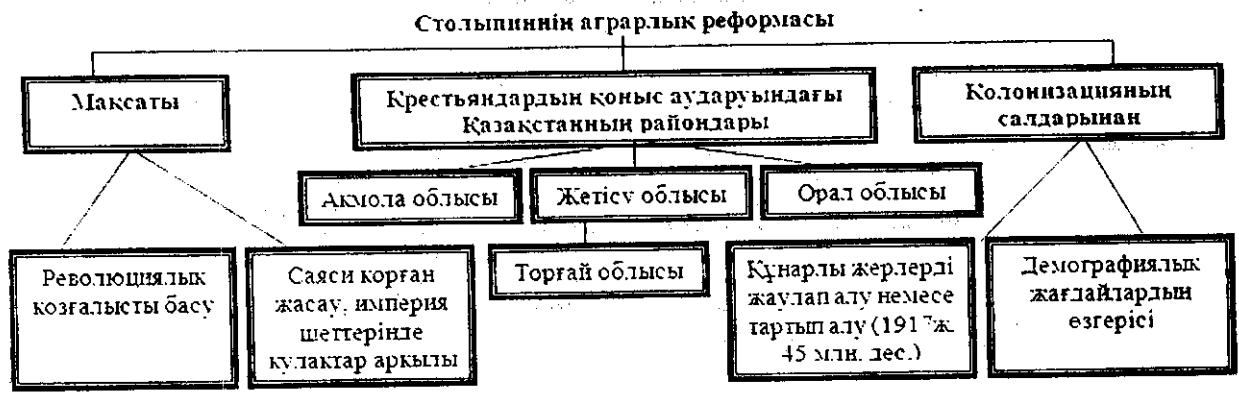 Столыпиннің аграрлық реформасы
Мақсаты
Крестьяндардың қоныс аударуындағы
Қазақстанның райондары
Колонизацияның
салдарынан
Ақмола облысы
Жетісу облысы
Орал облысы
Революциялық
қозғалысты басу
Саяси қорған
жасау, империя
шеттерінде
кулактар арқылы
Торғай облысы
Құнарлы жерлерді
жаулап алу немесе
тартып алу (1917ж.
45 млн. дес.)
Демографиялық
жағдайлардың
өзгерісі